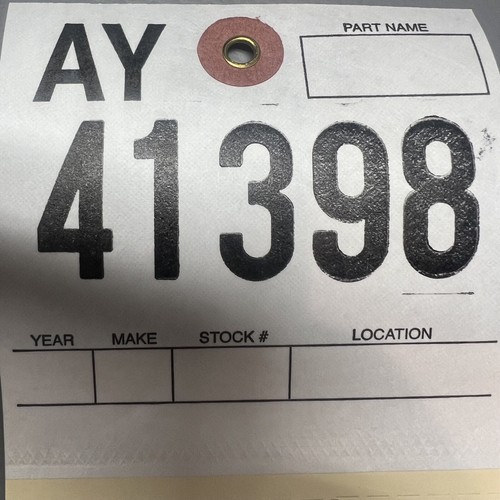 AY
PART NAME
41398
YEAR MAKE STOCK # LOCATION